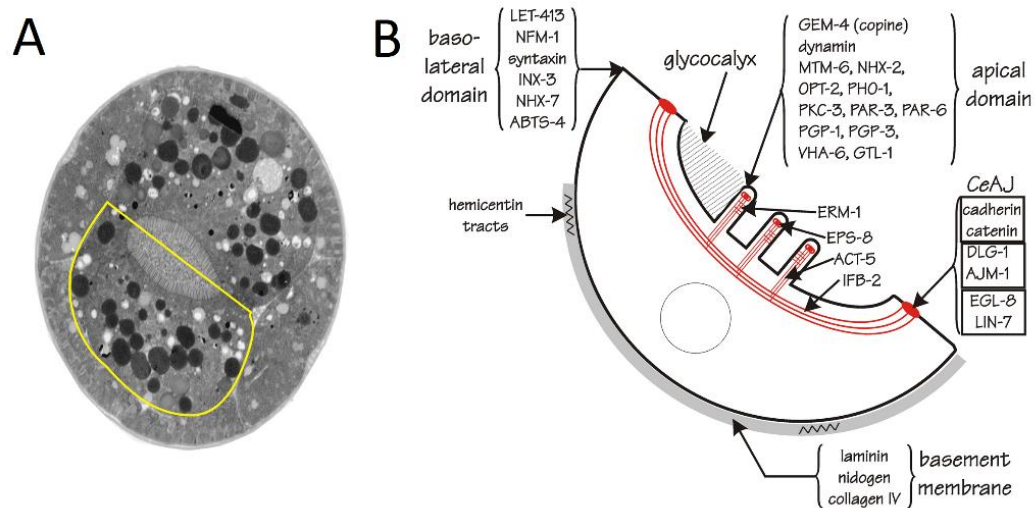 A
B
baso-
lateral
domain
LET-413
NFM-1
syntaxin
INX-3
NHX-7
ABTS-4
glycocalyx
GEM-4 (copine)
dynamin
MTM-6, NHX-2,
OPT-2, PHO-1,
PKC-3, PAR-3, PAR-6
PGP-1, PGP-3,
VHA-6, GTL-1
apical
domain
hemicentin
tracts
ERM-1
EPS-8
ACT-5
IFB-2
CeAJ
cadherin
catenin
DLG-1
AJM-1
EGL-8
LIN-7
laminin
nidogen
collagen IV
basement
membrane